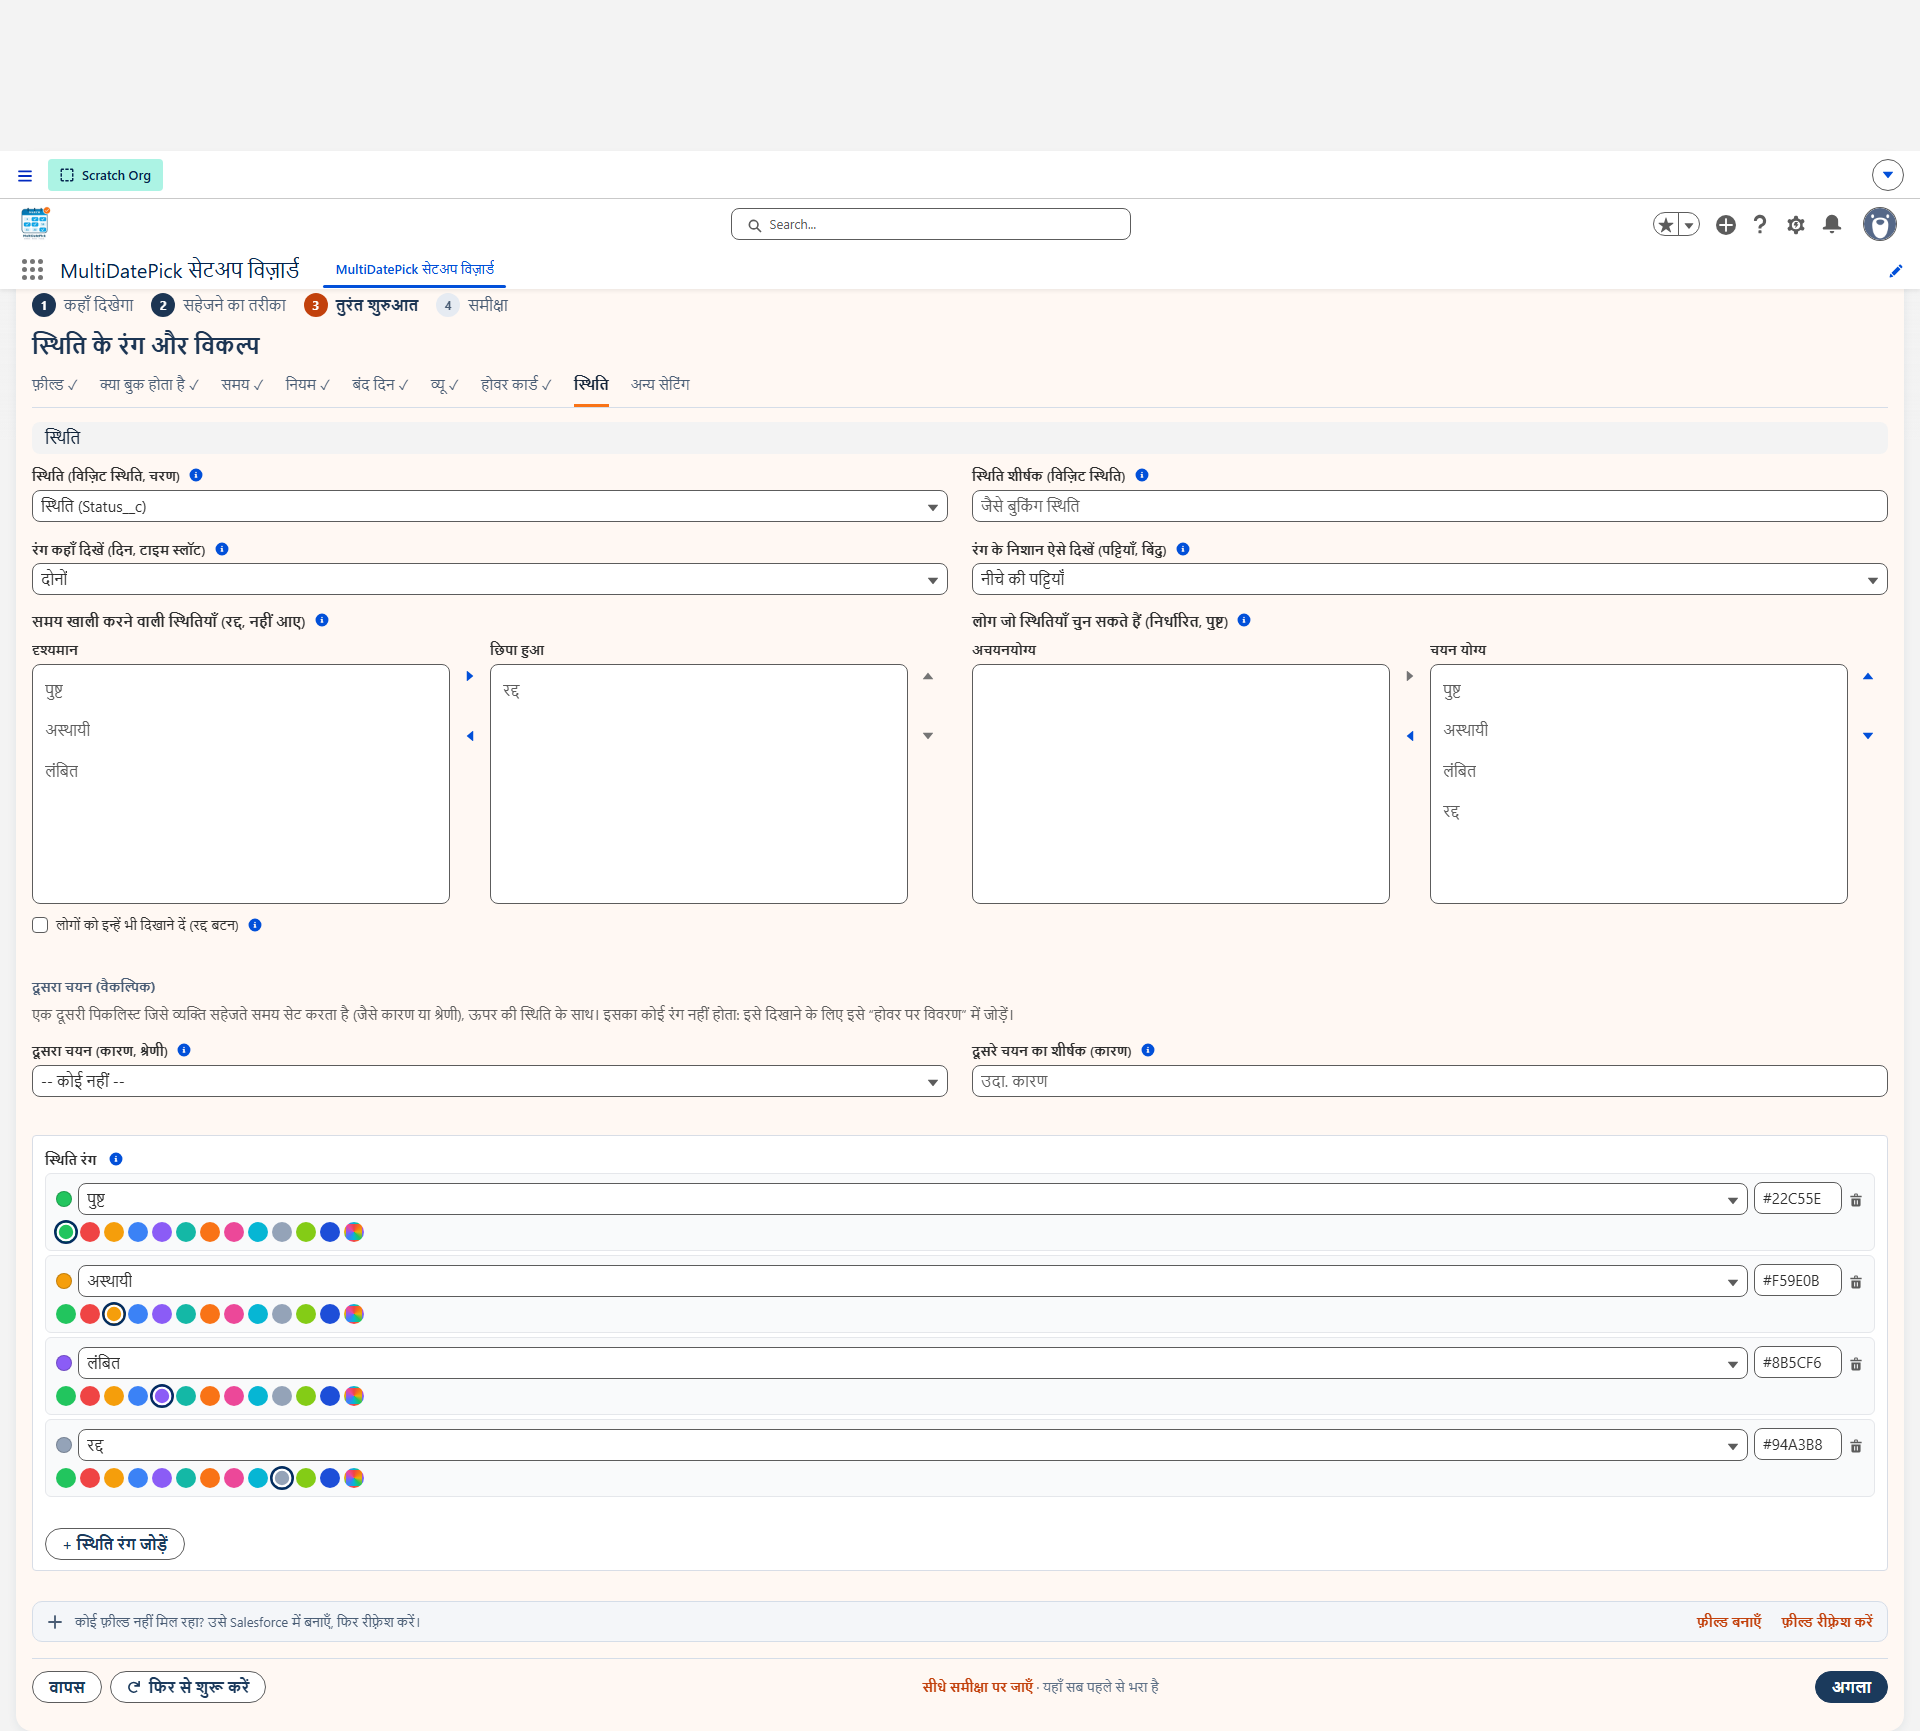 Scratch Org
Search...
MultiDatePick सेटअप विज़ार्ड
MultiDatePick सेटअप विज़ार्ड
1 कहाँ दिखेगा 2 सहेजने का तरीका 3 तुरंत शुरुआत 4 समीक्षा
स्थिति के रंग और विकल्प
फ़ील्ड ✓ क्या बुक होता है ✓ समय ✓ नियम ✓ बंद दिन ✓ व्यू ✓ होवर कार्ड ✓ स्थिति अन्य सेटिंग
स्थिति
स्थिति (विज़िट स्थिति, चरण)
स्थिति शीर्षक (विज़िट स्थिति)
स्थिति (Status__c)
जैसे बुकिंग स्थिति
रंग कहाँ दिखें (दिन, टाइम स्लॉट)
रंग के निशान ऐसे दिखें (पट्टियाँ, बिंदु)
दोनों
नीचे की पट्टियाँ
समय खाली करने वाली स्थितियाँ (रद्द, नहीं आए)
लोग जो स्थितियाँ चुन सकते हैं (निर्धारित, पुष्ट)
दृश्यमान
छिपा हुआ
अचयनयोग्य
चयन योग्य
पुष्ट
अस्थायी
लंबित
रद्द
पुष्ट
अस्थायी
लंबित
रद्द
लोगों को इन्हें भी दिखाने दें (रद्द बटन)
दूसरा चयन (वैकल्पिक)
एक दूसरी पिकलिस्ट जिसे व्यक्ति सहेजते समय सेट करता है (जैसे कारण या श्रेणी), ऊपर की स्थिति के साथ। इसका कोई रंग नहीं होता: इसे दिखाने के लिए इसे “होवर पर विवरण” में जोड़ें।
दूसरा चयन (कारण, श्रेणी)
दूसरे चयन का शीर्षक (कारण)
-- कोई नहीं --
उदा. कारण
स्थिति रंग
पुष्ट
#22C55E
अस्थायी
#F59E0B
लंबित
#8B5CF6
रद्द
#94A3B8
+ स्थिति रंग जोड़ें
कोई फ़ील्ड नहीं मिल रहा? उसे Salesforce में बनाएँ, फिर रीफ़्रेश करें।
फ़ील्ड बनाएँ
फ़ील्ड रीफ़्रेश करें
वापस
फिर से शुरू करें
सीधे समीक्षा पर जाएँ · यहाँ सब पहले से भरा है
अगला